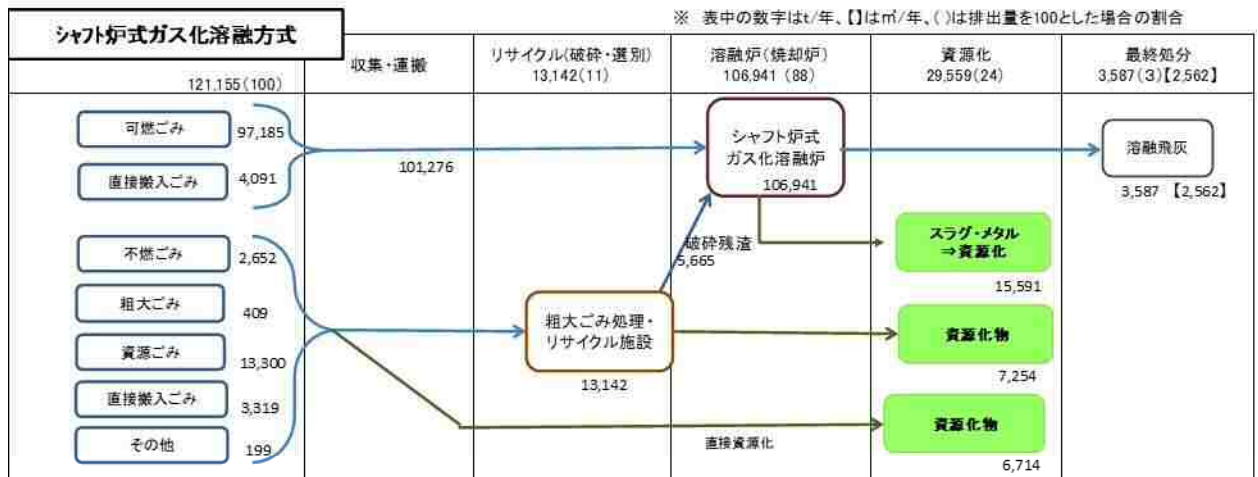 ※ 表中の数字はt/年、【】は㎥/年、( )は排出量を100とした場合の割合
シャフト炉式ガス化溶融方式
121,155(100)
収集・運搬
リサイクル(破砕・選別)
13,142(11)
溶融炉(焼却炉)
106,941 (88)
資源化
29,559(24)
最終処分
3,587(3)【2,562】
可燃ごみ
97,185
直接搬入ごみ
4,091
101,276
シャフト炉式
ガス化溶融炉
106,941
溶融飛灰
3,587 【2,562】
不燃ごみ
2,652
粗大ごみ
409
資源ごみ
13,300
直接搬入ごみ
3,319
その他
199
破砕残渣
5,665
粗大ごみ処理・
リサイクル施設
13,142
スラグ・メタル
⇒資源化
15,591
資源化物
7,254
直接資源化
資源化物
6,714